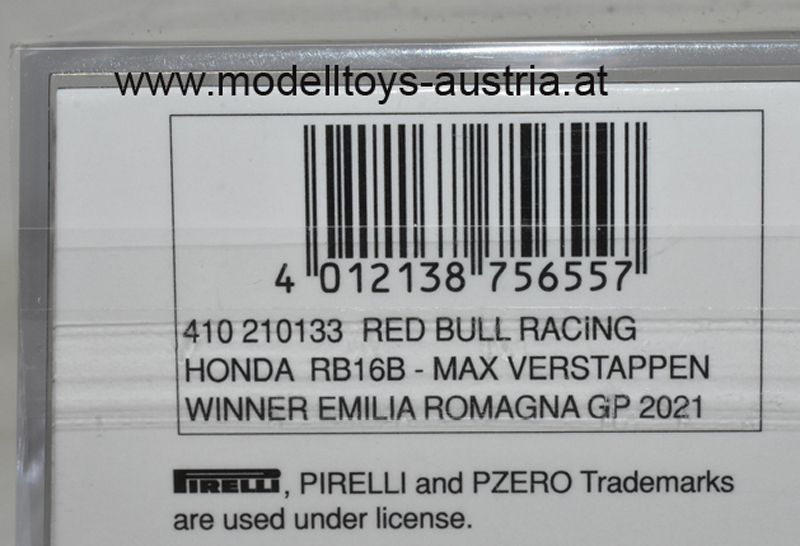 www.modelltoys-austria.at
4 012138 756557
410 210133 RED BULL RACiNG
HONDA RB16B - MAX VERSTAPPEN
WINNER EMILIA ROMAGNA GP 2021
PIRELLI, PIRELLI and PZERO Trademarks
are used under license.